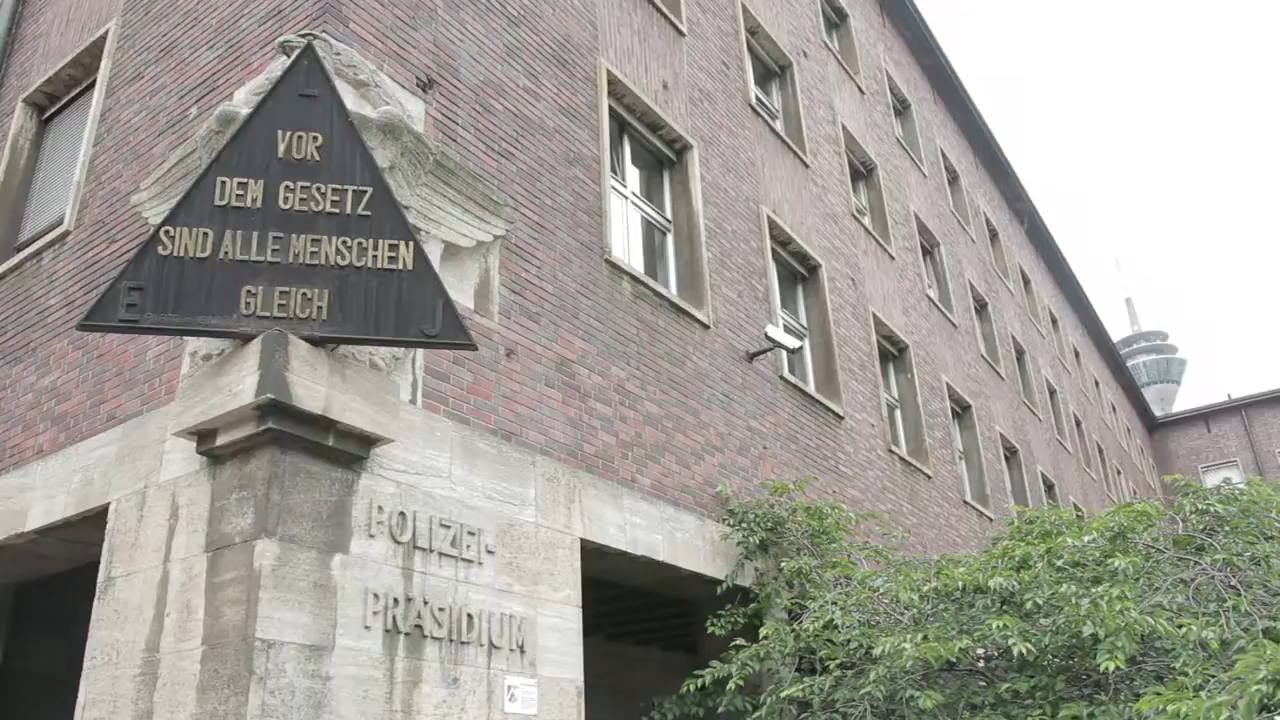 VOR
DEM GESETZ
SIND ALLE MENSCHEN
GLEICH
E J
POLIZEI-
PRÄSIDIUM